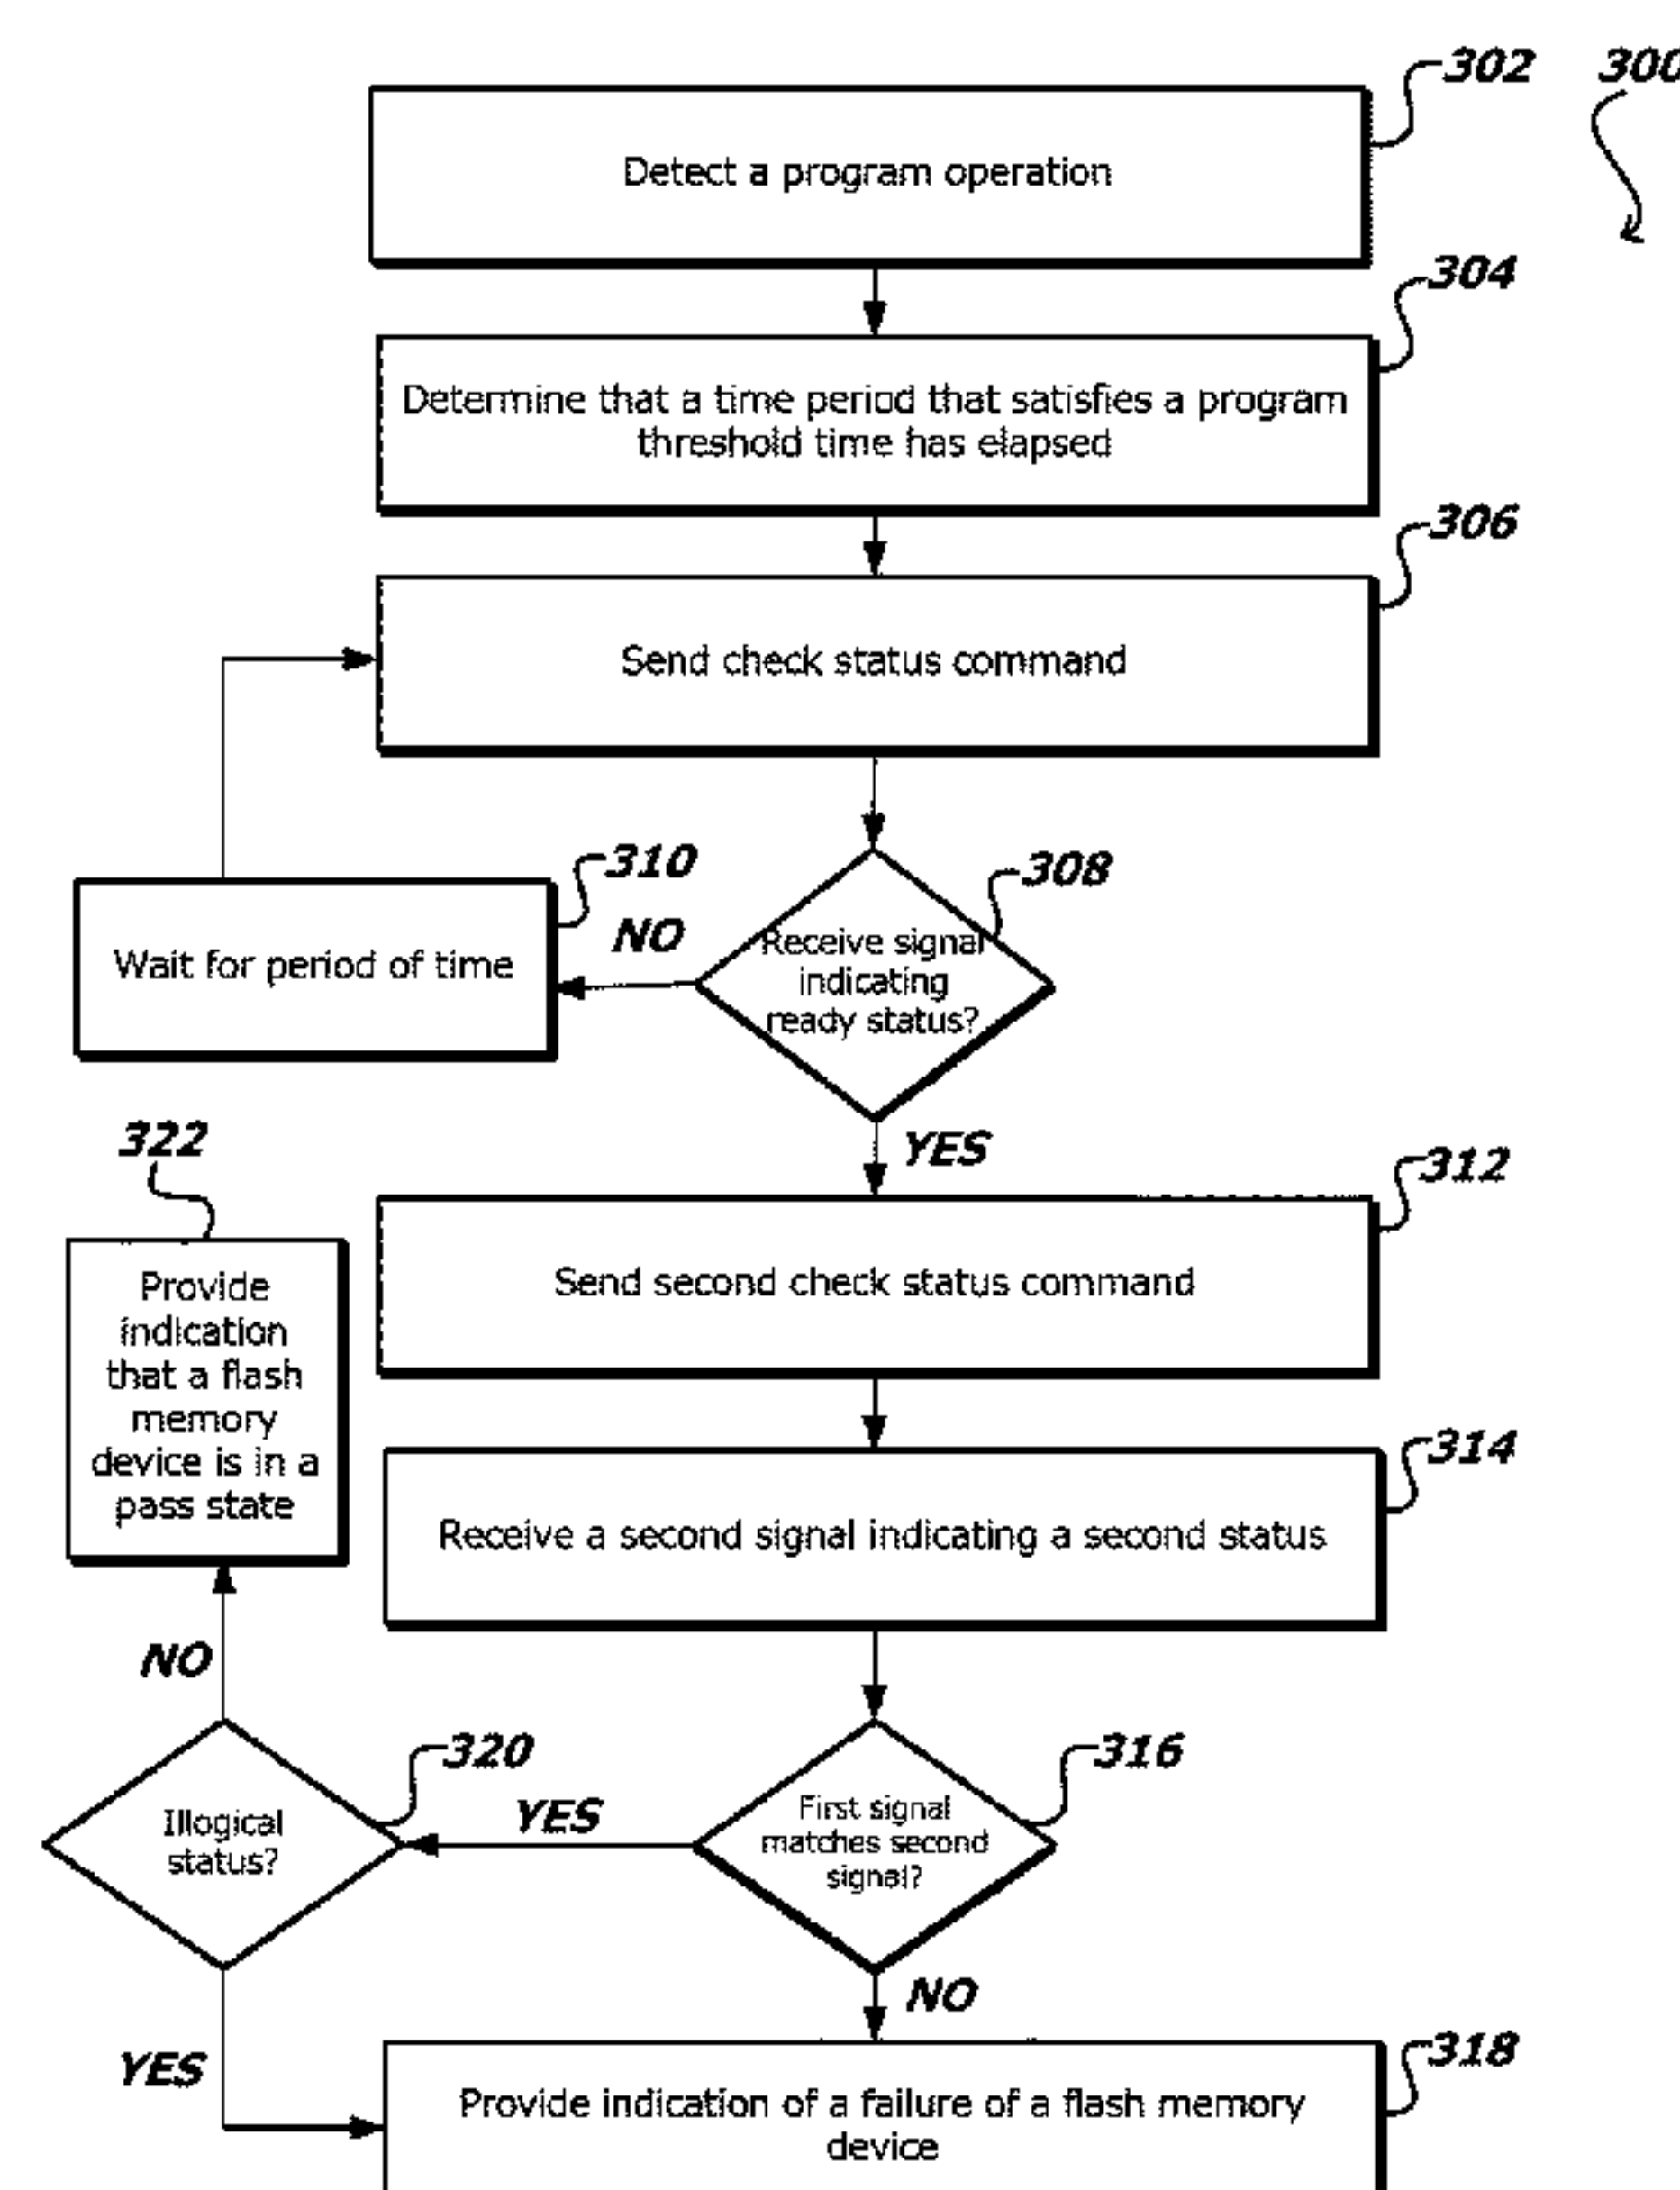 302
300
Detect a program operation
304
Determine that a time period that satisfies a program
threshold time has elapsed
306
Send check status command
310
308
NO
Receive signal
indicating
ready status?
Wait for period of time
YES
322
312
Provide
indication
that a flash
memory
device is in a
pass state
Send second check status command
314
Receive a second signal indicating a second status
NO
320
316
YES
Illogical
status?
First signal
matches second
signal?
NO
YES
318
Provide indication of a failure of a flash memory
device